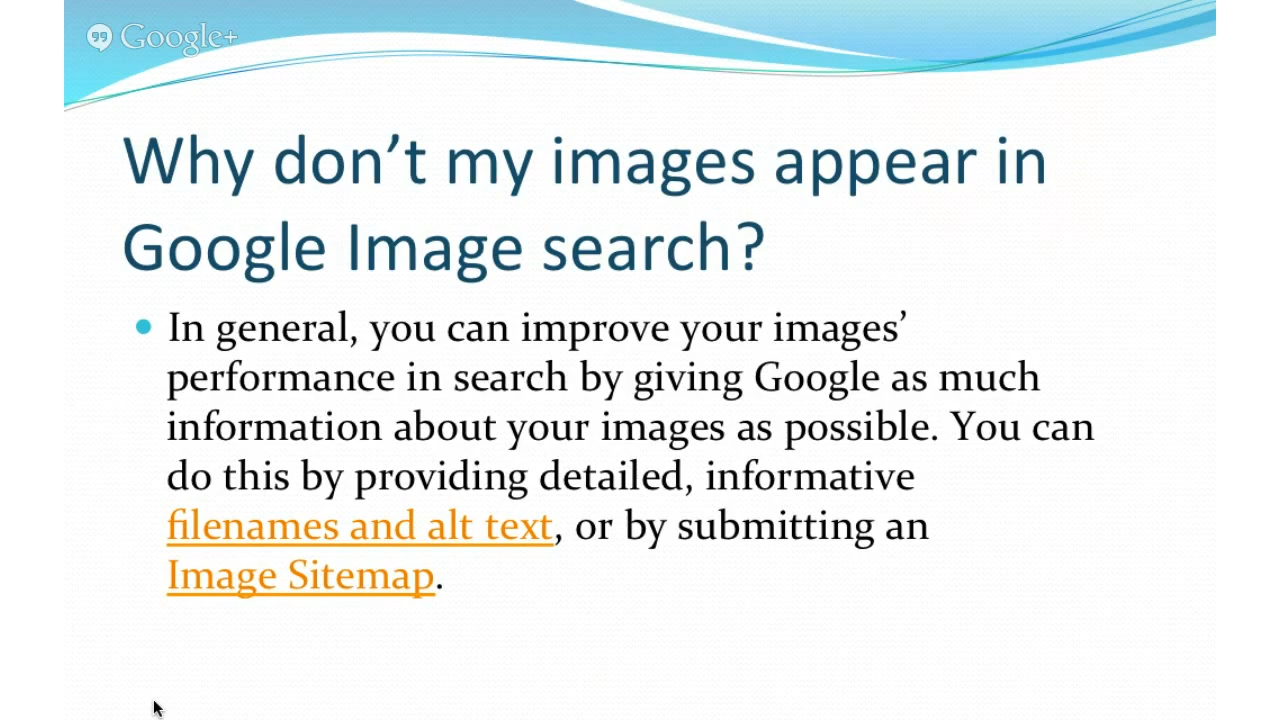 Google+
Why don’t my images appear in
Google Image search?
• In general, you can improve your images’
performance in search by giving Google as much
information about your images as possible. You can
do this by providing detailed, informative
filenames and alt text, or by submitting an
Image Sitemap.